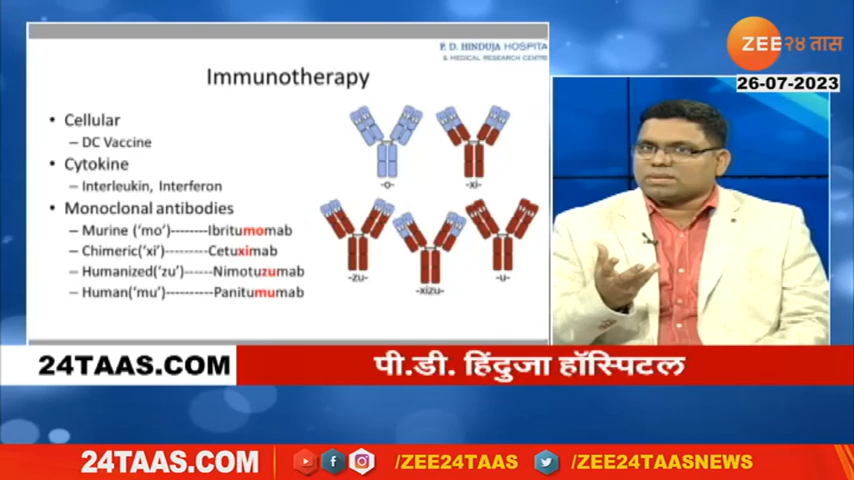 P. D. HINDUJA HOSPITA
& MEDICAL RESEARCH CENTRE
ZEE २४ तास
26-07-2023
Immunotherapy
• Cellular
– DC Vaccine
• Cytokine
– Interleukin, Interferon
• Monoclonal antibodies
– Murine ('mo')--------Ibritumomab
– Chimeric('xi')---------Cetuximab
– Humanized('zu')------Nimotuzumab
– Human('mu')----------Panitumumab
-o-
-xi-
-zu-
-xizu-
-u-
24TAAS.COM
पी.डी. हिंदुजा हॉस्पिटल
24TAAS.COM
/ZEE24TAAS
/ZEE24TAASNEWS